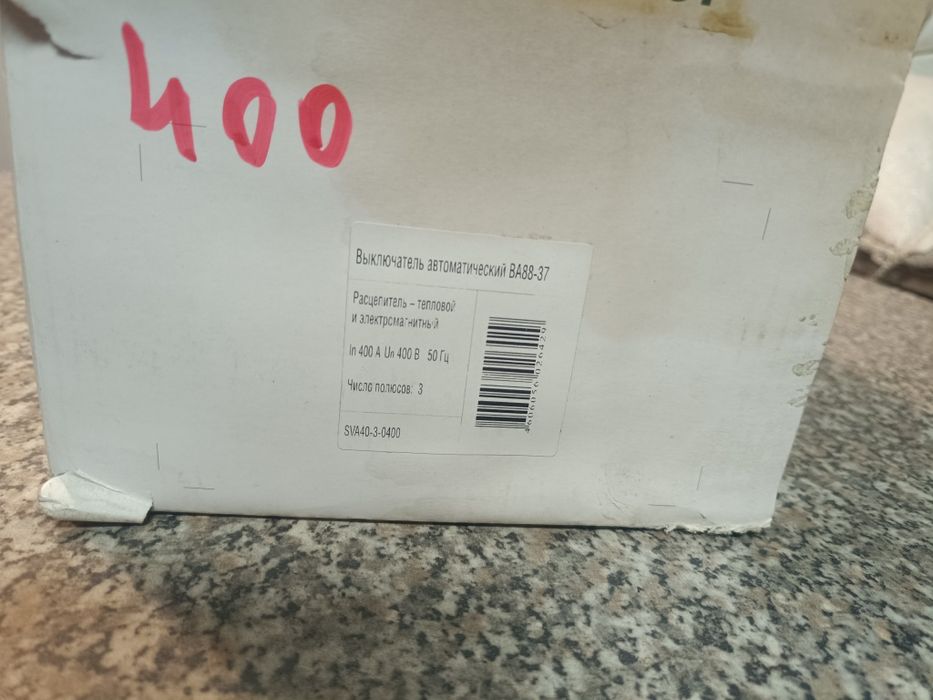 400
Выключатель автоматический ВА88-37
Расцепитель – тепловой
и электромагнитный
In 400 А Un 400 В 50 Гц
Число полюсов: 3
SVA40-3-0400
4606056026429